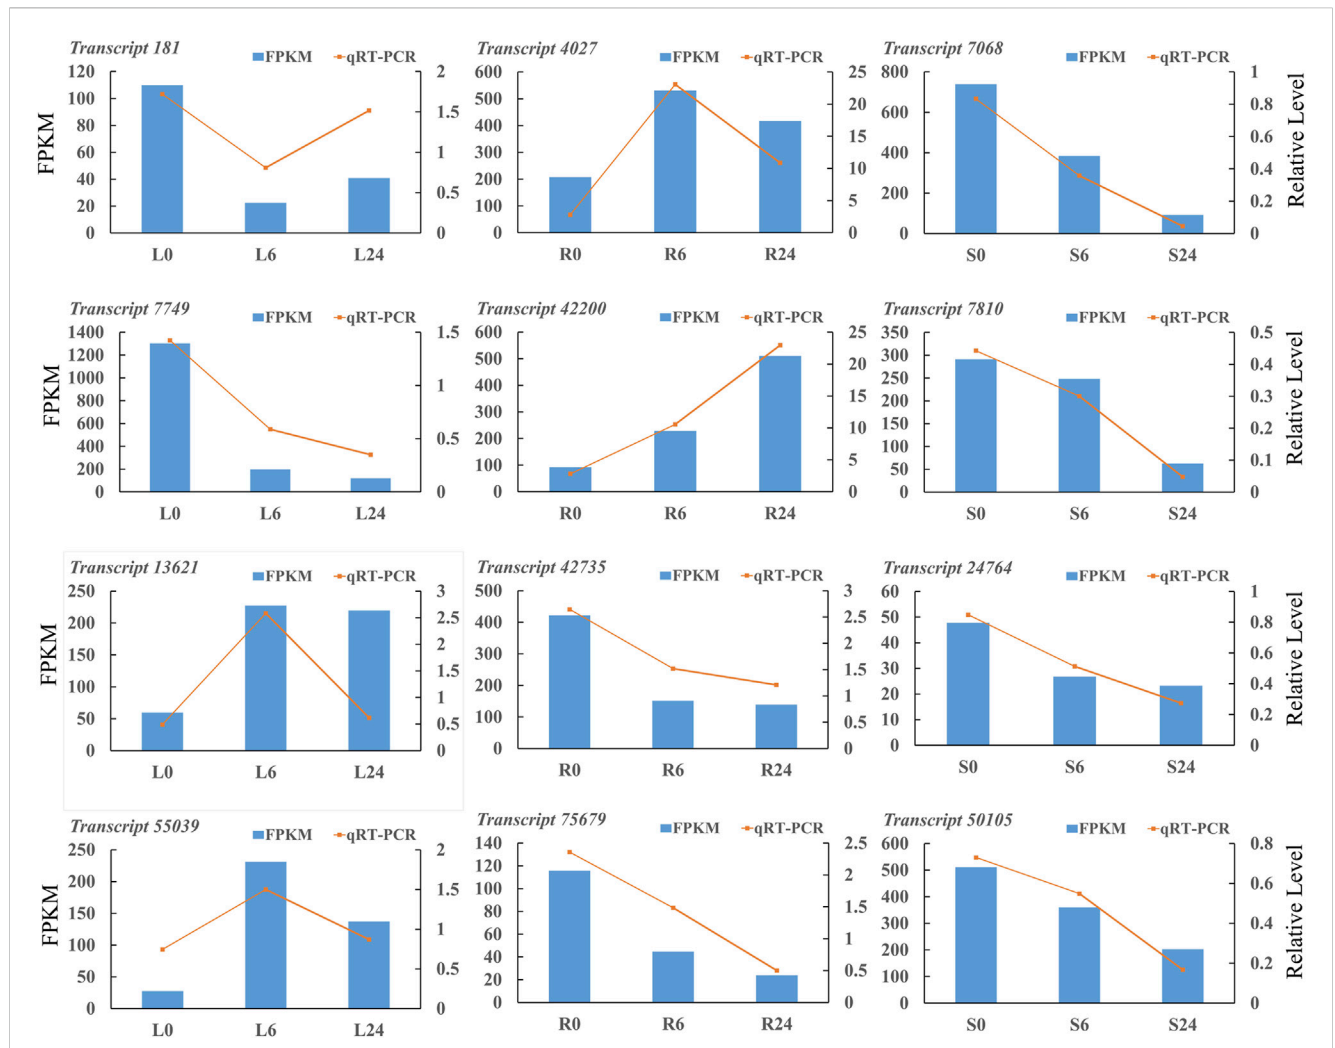 Transcript 181
FPKM qRT-PCR
120 100 80 60 40 20 0
2 1.5 1 0.5 0
L0 L6 L24
FPKM
Transcript 4027
FPKM qRT-PCR
600 500 400 300 200 100 0
25 20 15 10 5 0
R0 R6 R24
Transcript 7068
FPKM qRT-PCR
800 600 400 200 0
1 0.8 0.6 0.4 0.2 0
S0 S6 S24
Relative Level
Transcript 7749
FPKM qRT-PCR
1400 1200 1000 800 600 400 200 0
1.5 1 0.5 0
L0 L6 L24
FPKM
Transcript 42200
FPKM qRT-PCR
600 500 400 300 200 100 0
25 20 15 10 5 0
R0 R6 R24
Transcript 7810
FPKM qRT-PCR
350 300 250 200 150 100 50 0
0.5 0.4 0.3 0.2 0.1 0
S0 S6 S24
Relative Level
Transcript 13621
FPKM qRT-PCR
250 200 150 100 50 0
3 2.5 2 1.5 1 0.5 0
L0 L6 L24
FPKM
Transcript 42735
FPKM qRT-PCR
500 400 300 200 100 0
3 2.5 2 1.5 1 0.5 0
R0 R6 R24
Transcript 24764
FPKM qRT-PCR
60 50 40 30 20 10 0
1 0.8 0.6 0.4 0.2 0
S0 S6 S24
Relative Level
Transcript 55039
FPKM qRT-PCR
250 200 150 100 50 0
2 1.5 1 0.5 0
L0 L6 L24
FPKM
Transcript 75679
FPKM qRT-PCR
140 120 100 80 60 40 20 0
2.5 2 1.5 1 0.5 0
R0 R6 R24
Transcript 50105
FPKM qRT-PCR
600 500 400 300 200 100 0
0.8 0.6 0.4 0.2 0
S0 S6 S24
Relative Level